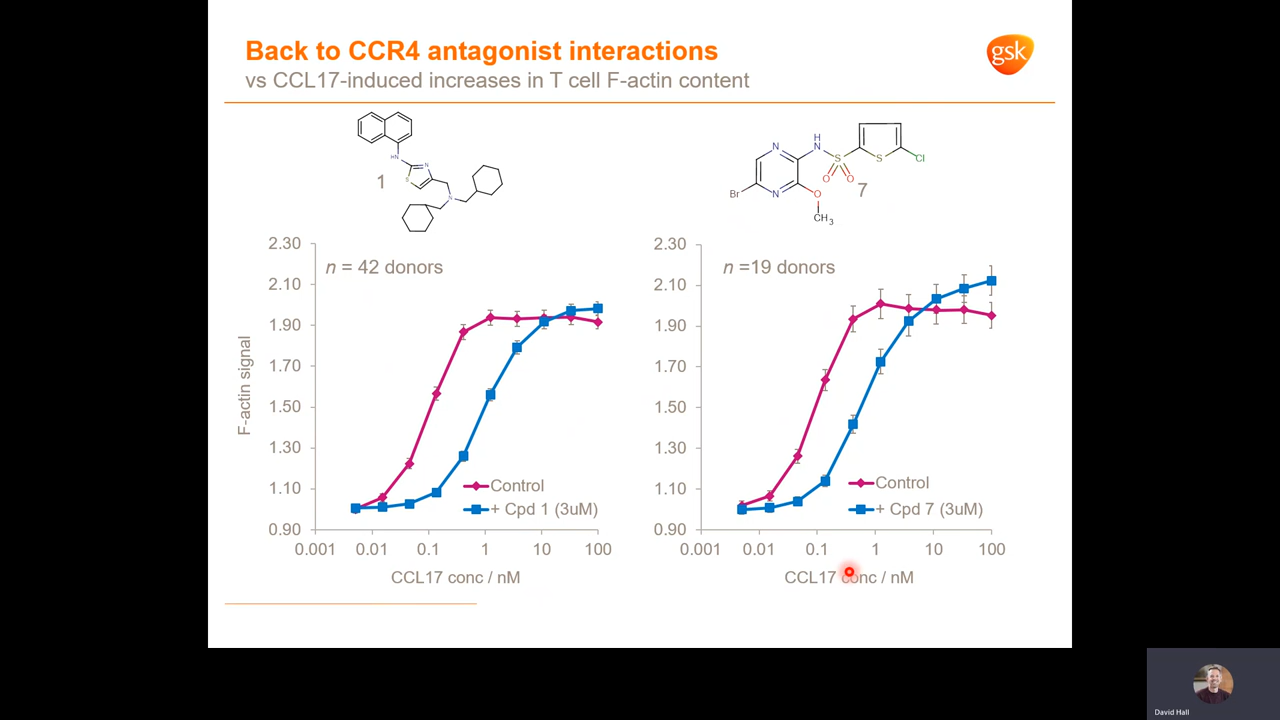 Back to CCR4 antagonist interactions
vs CCL17-induced increases in T cell F-actin content
gsk
HN
N
S
N
1
N
N
H
N
S
O
O
S
Cl
Br
O
CH3
7
n = 42 donors
2.30
2.10
1.90
1.70
1.50
1.30
1.10
0.90
F-actin signal
Control
+ Cpd 1 (3uM)
0.001 0.01 0.1 1 10 100
CCL17 conc / nM
n =19 donors
2.30
2.10
1.90
1.70
1.50
1.30
1.10
0.90
Control
+ Cpd 7 (3uM)
0.001 0.01 0.1 1 10 100
CCL17 conc / nM
David Hall